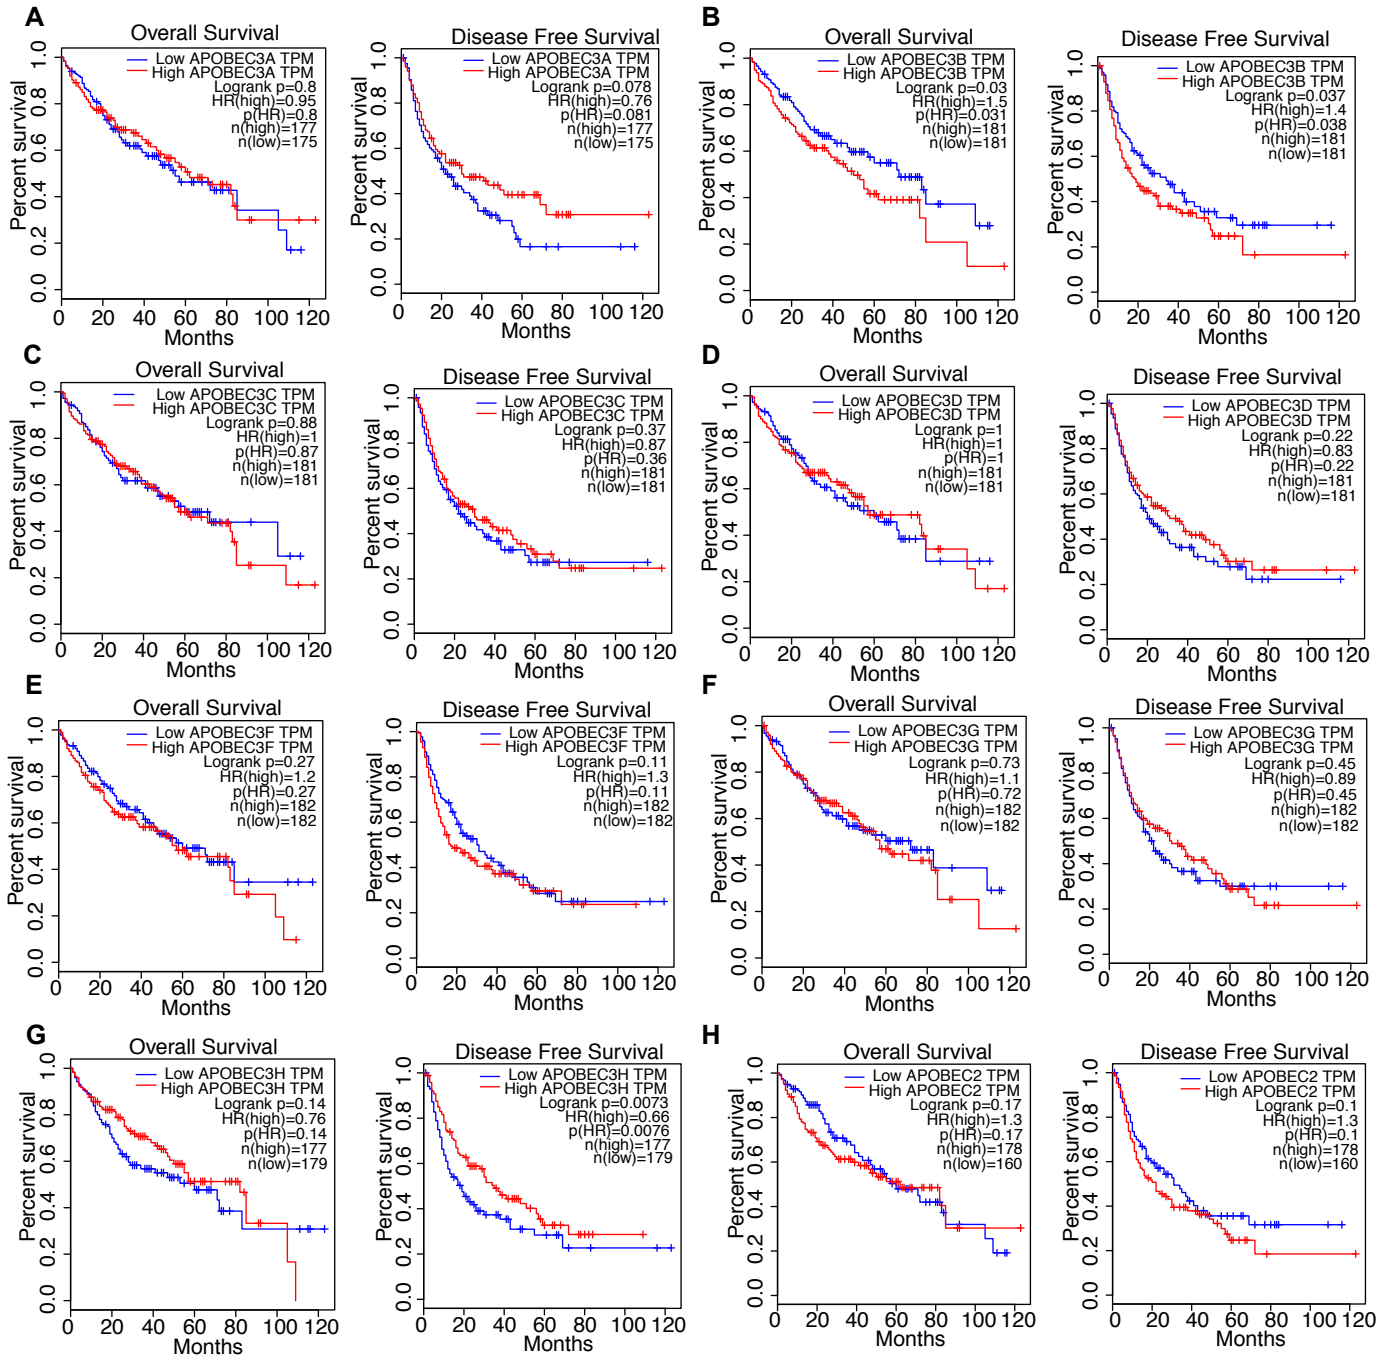 A
Overall Survival
Low APOBEC3A TPM
High APOBEC3A TPM
Logrank p=0.8
HR(high)=0.95
p(HR)=0.8
n(high)=177
n(low)=175
Percent survival
0.0 0.2 0.4 0.6 0.8 1.0
0 20 40 60 80 100 120
Months
Disease Free Survival
Low APOBEC3A TPM
High APOBEC3A TPM
Logrank p=0.078
HR(high)=0.76
p(HR)=0.081
n(high)=177
n(low)=175
Percent survival
0.0 0.2 0.4 0.6 0.8 1.0
0 20 40 60 80 100 120
Months
B
Overall Survival
Low APOBEC3B TPM
High APOBEC3B TPM
Logrank p=0.03
HR(high)=1.5
p(HR)=0.031
n(high)=181
n(low)=181
Percent survival
0.0 0.2 0.4 0.6 0.8 1.0
0 20 40 60 80 100 120
Months
Disease Free Survival
Low APOBEC3B TPM
High APOBEC3B TPM
Logrank p=0.037
HR(high)=1.4
p(HR)=0.038
n(high)=181
n(low)=181
Percent survival
0.0 0.2 0.4 0.6 0.8 1.0
0 20 40 60 80 100 120
Months
C
Overall Survival
Low APOBEC3C TPM
High APOBEC3C TPM
Logrank p=0.88
HR(high)=1
p(HR)=0.87
n(high)=181
n(low)=181
Percent survival
0.0 0.2 0.4 0.6 0.8 1.0
0 20 40 60 80 100 120
Months
Disease Free Survival
Low APOBEC3C TPM
High APOBEC3C TPM
Logrank p=0.37
HR(high)=0.87
p(HR)=0.36
n(high)=181
n(low)=181
Percent survival
0.0 0.2 0.4 0.6 0.8 1.0
0 20 40 60 80 100 120
Months
D
Overall Survival
Low APOBEC3D TPM
High APOBEC3D TPM
Logrank p=1
HR(high)=1
p(HR)=1
n(high)=181
n(low)=181
Percent survival
0.0 0.2 0.4 0.6 0.8 1.0
0 20 40 60 80 100 120
Months
Disease Free Survival
Low APOBEC3D TPM
High APOBEC3D TPM
Logrank p=0.22
HR(high)=0.83
p(HR)=0.22
n(high)=181
n(low)=181
Percent survival
0.0 0.2 0.4 0.6 0.8 1.0
0 20 40 60 80 100 120
Months
E
Overall Survival
Low APOBEC3F TPM
High APOBEC3F TPM
Logrank p=0.27
HR(high)=1.2
p(HR)=0.27
n(high)=182
n(low)=182
Percent survival
0.0 0.2 0.4 0.6 0.8 1.0
0 20 40 60 80 100 120
Months
Disease Free Survival
Low APOBEC3F TPM
High APOBEC3F TPM
Logrank p=0.11
HR(high)=1.3
p(HR)=0.11
n(high)=182
n(low)=182
Percent survival
0.0 0.2 0.4 0.6 0.8 1.0
0 20 40 60 80 100 120
Months
F
Overall Survival
Low APOBEC3G TPM
High APOBEC3G TPM
Logrank p=0.73
HR(high)=1.1
p(HR)=0.72
n(high)=182
n(low)=182
Percent survival
0.0 0.2 0.4 0.6 0.8 1.0
0 20 40 60 80 100 120
Months
Disease Free Survival
Low APOBEC3G TPM
High APOBEC3G TPM
Logrank p=0.45
HR(high)=0.89
p(HR)=0.45
n(high)=182
n(low)=182
Percent survival
0.0 0.2 0.4 0.6 0.8 1.0
0 20 40 60 80 100 120
Months
G
Overall Survival
Low APOBEC3H TPM
High APOBEC3H TPM
Logrank p=0.14
HR(high)=0.76
p(HR)=0.14
n(high)=177
n(low)=179
Percent survival
0.0 0.2 0.4 0.6 0.8 1.0
0 20 40 60 80 100 120
Months
Disease Free Survival
Low APOBEC3H TPM
High APOBEC3H TPM
Logrank p=0.0073
HR(high)=0.66
p(HR)=0.0076
n(high)=177
n(low)=179
Percent survival
0.0 0.2 0.4 0.6 0.8 1.0
0 20 40 60 80 100 120
Months
H
Overall Survival
Low APOBEC2 TPM
High APOBEC2 TPM
Logrank p=0.17
HR(high)=1.3
p(HR)=0.17
n(high)=178
n(low)=160
Percent survival
0.0 0.2 0.4 0.6 0.8 1.0
0 20 40 60 80 100 120
Months
Disease Free Survival
Low APOBEC2 TPM
High APOBEC2 TPM
Logrank p=0.1
HR(high)=1.3
p(HR)=0.1
n(high)=178
n(low)=160
Percent survival
0.0 0.2 0.4 0.6 0.8 1.0
0 20 40 60 80 100 120
Months